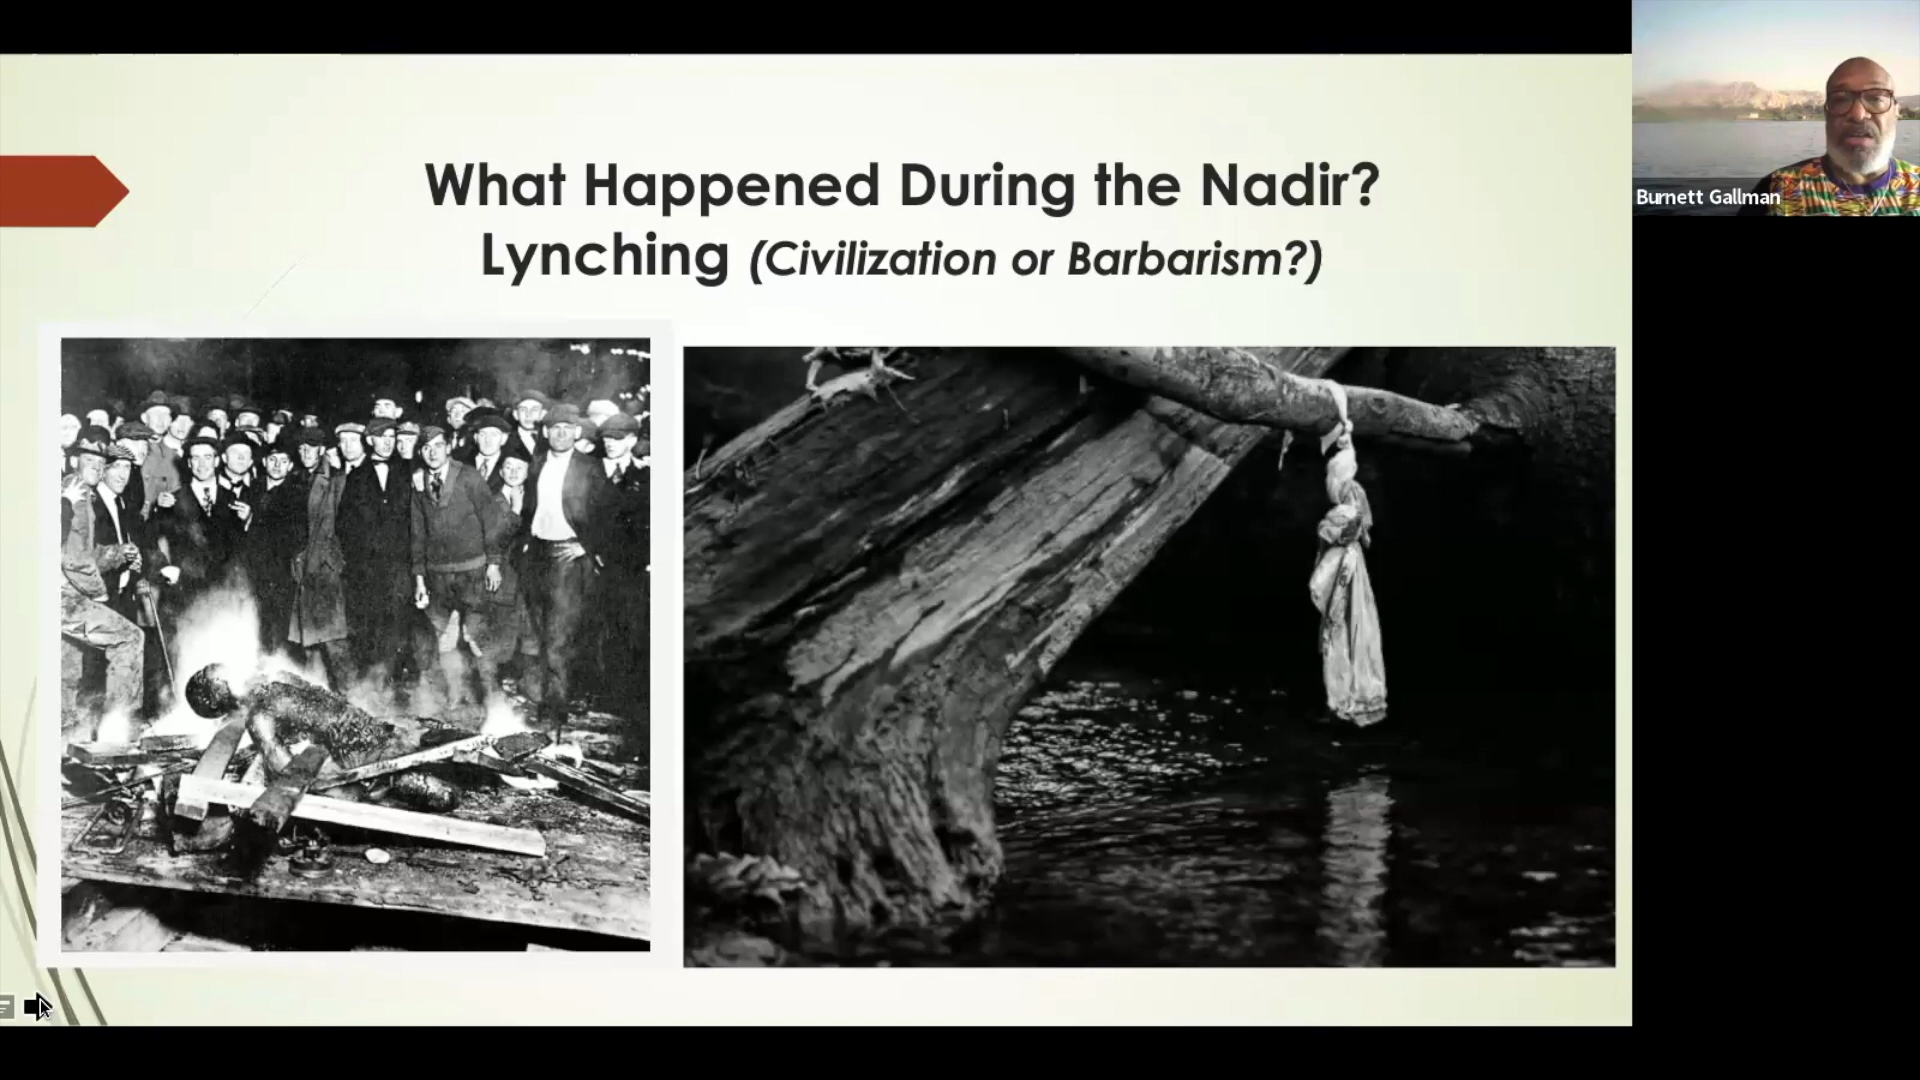 What Happened During the Nadir?
Lynching (Civilization or Barbarism?)
Burnett Gallman